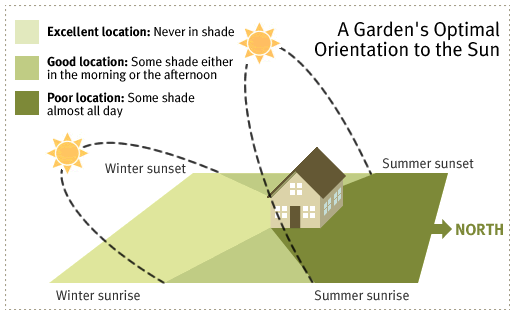 A Garden's Optimal
Orientation to the Sun
Excellent location: Never in shade
Good location: Some shade either
in the morning or the afternoon
Poor location: Some shade
almost all day
Winter sunset
Summer sunset
NORTH
Winter sunrise
Summer sunrise